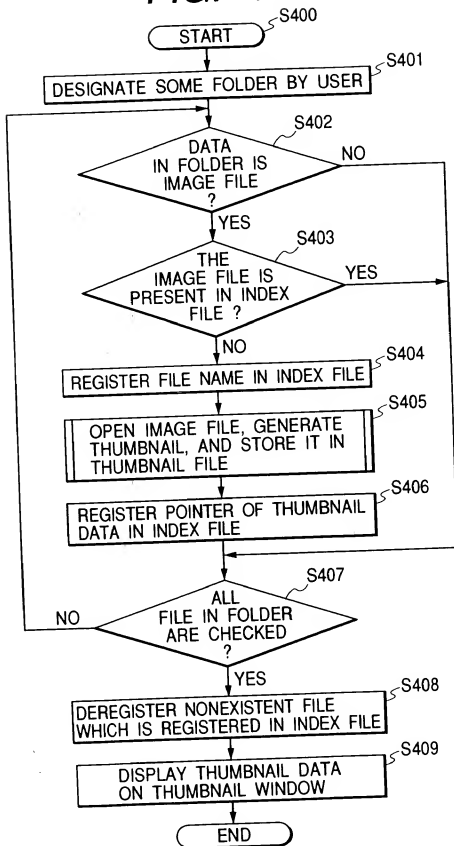 FIG.
START
S400
DESIGNATE SOME FOLDER BY USER
S401
S402
DATA
IN FOLDER IS
IMAGE FILE
?
NO
YES
S403
THE
IMAGE FILE IS
PRESENT IN INDEX
FILE ?
YES
NO
S404
REGISTER FILE NAME IN INDEX FILE
S405
OPEN IMAGE FILE, GENERATE
THUMBNAIL, AND STORE IT IN
THUMBNAIL FILE
S406
REGISTER POINTER OF THUMBNAIL
DATA IN INDEX FILE
S407
ALL
FILE IN FOLDER
ARE CHECKED
?
NO
YES
S408
DEREGISTER NONEXISTENT FILE
WHICH IS REGISTERED IN INDEX FILE
S409
DISPLAY THUMBNAIL DATA
ON THUMBNAIL WINDOW
END